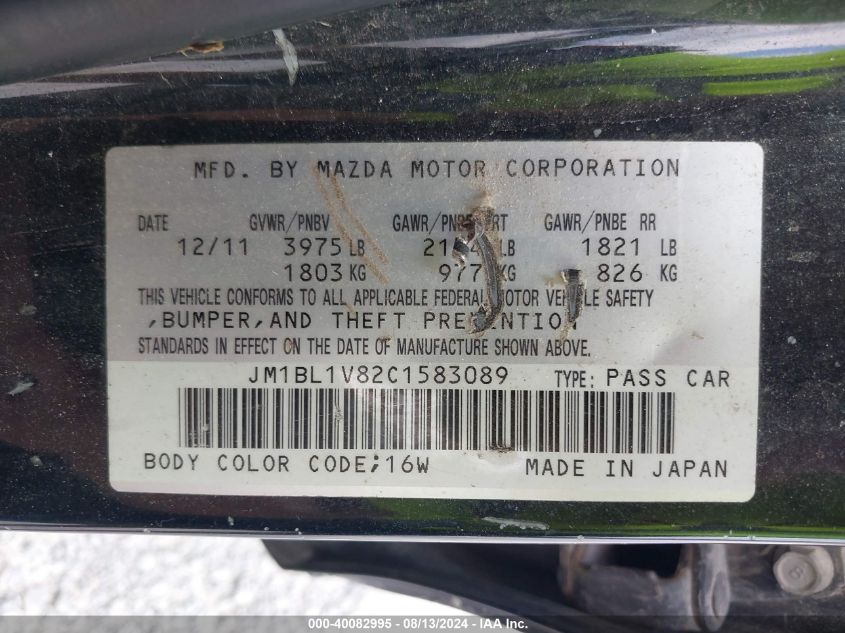 MFD. BY MAZDA MOTOR CORPORATION
DATE GVWR/PNBV GAWR/PNBE FRT GAWR/PNBE RR
12/11 3975 LB LB 1821 LB
1803 KG 977 KG 826 KG
THIS VEHICLE CONFORMS TO ALL APPLICABLE FEDERAL MOTOR VEHICLE SAFETY
,BUMPER,AND THEFT PREVENTION
STANDARDS IN EFFECT ON THE DATE OF MANUFACTURE SHOWN ABOVE.
JM1BL1V82C1583089 TYPE: PASS CAR
BODY COLOR CODE;16W MADE IN JAPAN
000-40082995 - 08/13/2024 - IAA Inc.